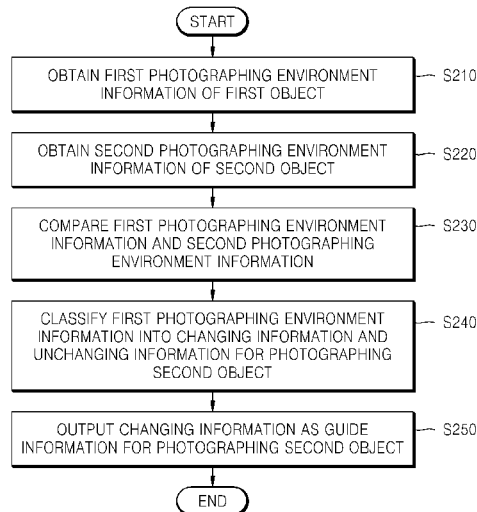 START
OBTAIN FIRST PHOTOGRAPHING ENVIRONMENT
INFORMATION OF FIRST OBJECT
S210
OBTAIN SECOND PHOTOGRAPHING ENVIRONMENT
INFORMATION OF SECOND OBJECT
S220
COMPARE FIRST PHOTOGRAPHING ENVIRONMENT
INFORMATION AND SECOND PHOTOGRAPHING
ENVIRONMENT INFORMATION
S230
CLASSIFY FIRST PHOTOGRAPHING ENVIRONMENT
INFORMATION INTO CHANGING INFORMATION AND
UNCHANGING INFORMATION FOR PHOTOGRAPHING
SECOND OBJECT
S240
OUTPUT CHANGING INFORMATION AS GUIDE
INFORMATION FOR PHOTOGRAPHING SECOND OBJECT
S250
END